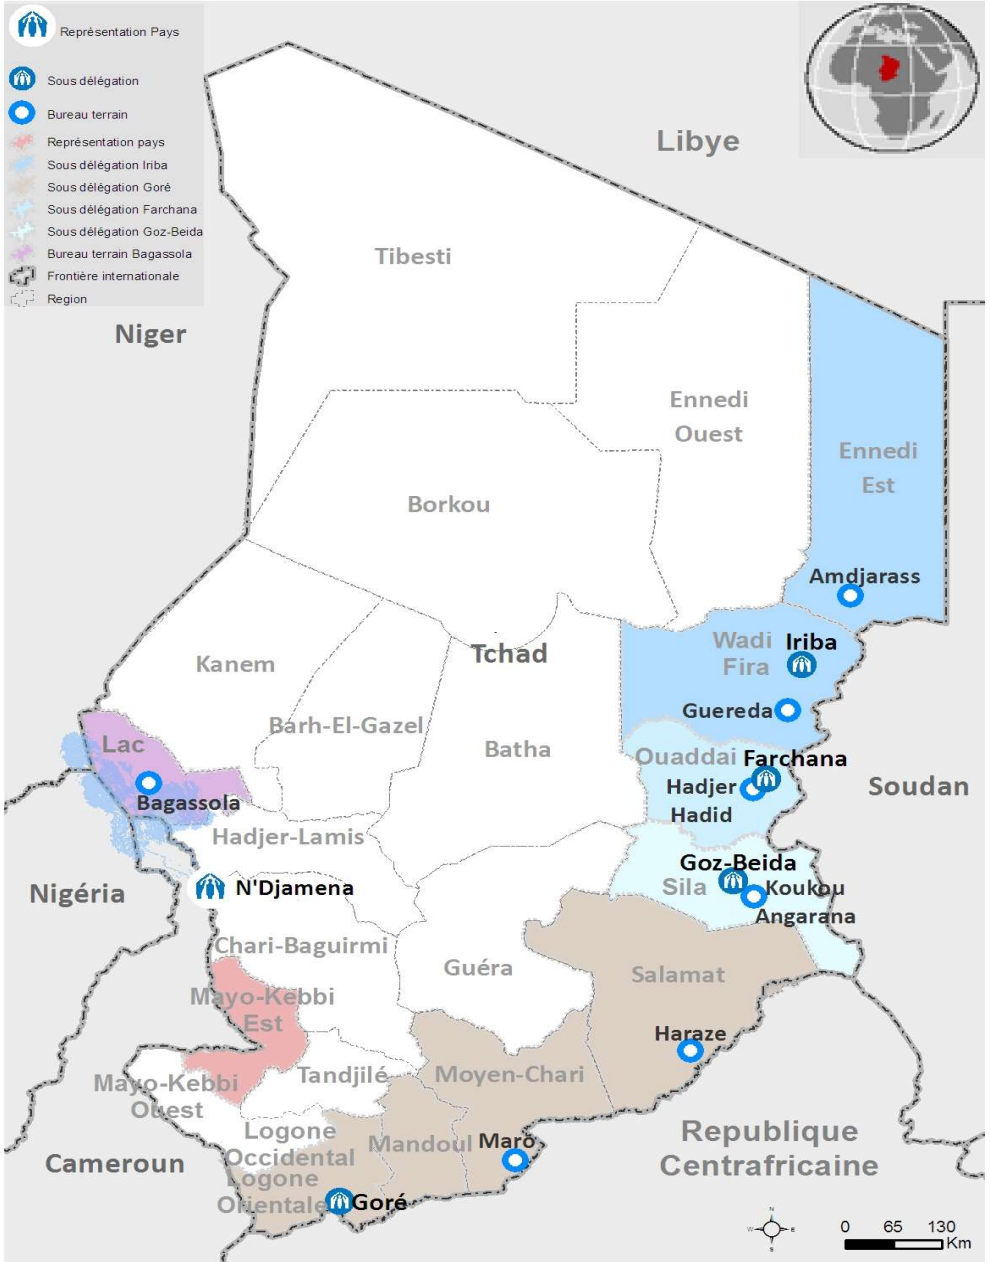 Représentation Pays
Sous délégation
Bureau terrain
Représentation pays
Sous délégation Iriba
Sous délégation Goré
Sous délégation Farchana
Sous délégation Goz-Beida
Bureau terrain Bagassola
Frontière internationale
Region
Libye
Tibesti
Niger
Ennedi
Ouest
Ennedi
Est
Borkou
Amdjarass
Wadi
Fira
Iriba
Tchad
Kanem
Guereda
Barh-El-Gazel
Lac
Batha
Ouaddai
Farchana
Hadjer
Hadid
Soudan
Bagassola
Hadjer-Lamis
Goz-Beida
Sila
Koukou
Angarana
Nigéria
N'Djamena
Chari-Baguirmi
Guéra
Salamat
Mayo-Kebbi
Est
Haraze
Mayo-Kebbi
Ouest
Tandjilé
Moyen-Chari
Logone
Occidental
Mandoul
Maro
Republique
Centrafricaine
Cameroun
Logone
Orientale
Goré
N
W
E
S
0 65 130
Km